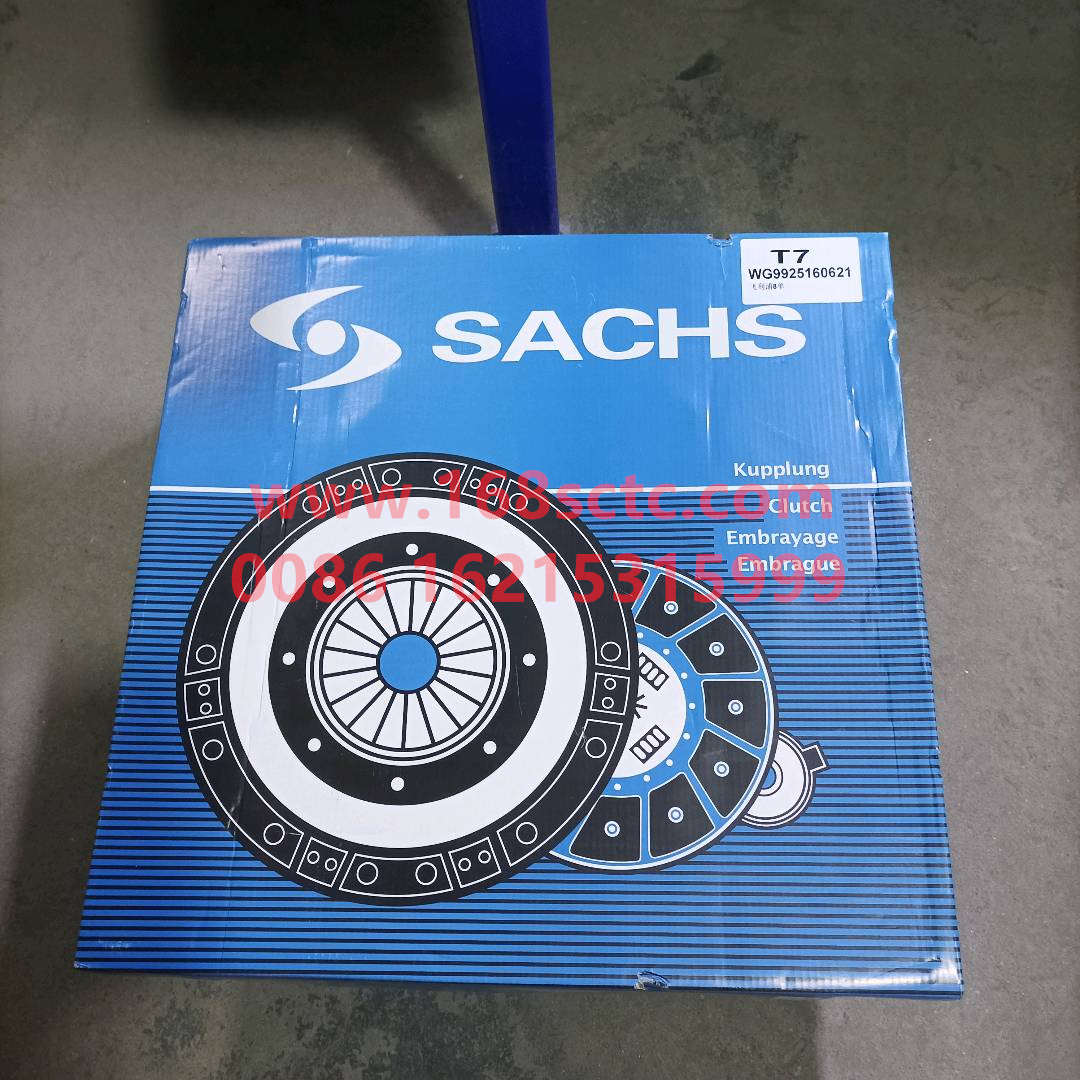 T7
WG9925160621
SACHS
Kupplung
Clutch
Embrayage
Embrague
www.168sctc.com
0086 16215315999